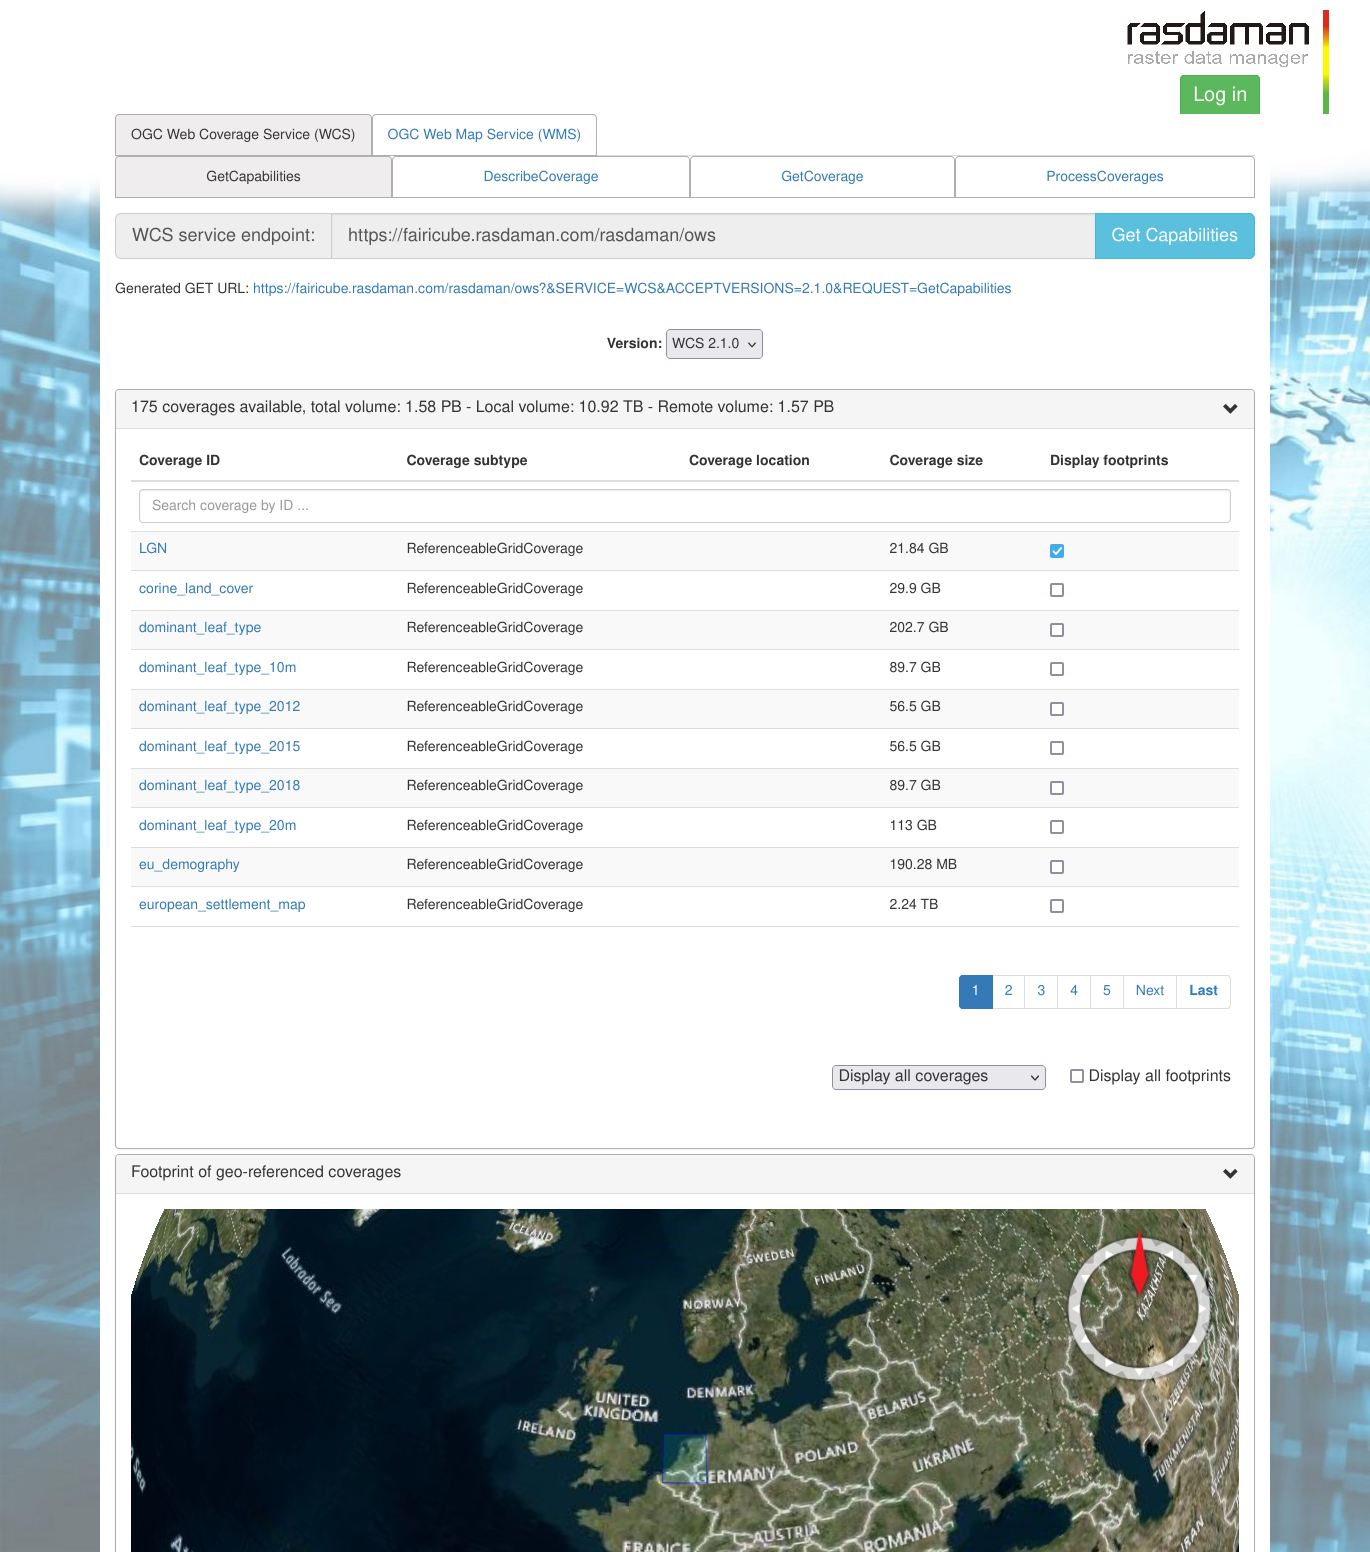 rasdaman
raster data manager
Log in
OGC Web Coverage Service (WCS) OGC Web Map Service (WMS)
GetCapabilities DescribeCoverage GetCoverage ProcessCoverages
WCS service endpoint: https://fairicube.rasdaman.com/rasdaman/ows Get Capabilities
Generated GET URL: https://fairicube.rasdaman.com/rasdaman/ows?&SERVICE=WCS&ACCEPTVERSIONS=2.1.0&REQUEST=GetCapabilities
Version: WCS 2.1.0
175 coverages available, total volume: 1.58 PB - Local volume: 10.92 TB - Remote volume: 1.57 PB
Coverage ID Coverage subtype Coverage location Coverage size Display footprints
Search coverage by ID ...
LGN ReferenceableGridCoverage 21.84 GB
corine_land_cover ReferenceableGridCoverage 29.9 GB
dominant_leaf_type ReferenceableGridCoverage 202.7 GB
dominant_leaf_type_10m ReferenceableGridCoverage 89.7 GB
dominant_leaf_type_2012 ReferenceableGridCoverage 56.5 GB
dominant_leaf_type_2015 ReferenceableGridCoverage 56.5 GB
dominant_leaf_type_2018 ReferenceableGridCoverage 89.7 GB
dominant_leaf_type_20m ReferenceableGridCoverage 113 GB
eu_demography ReferenceableGridCoverage 190.28 MB
european_settlement_map ReferenceableGridCoverage 2.24 TB
1 2 3 4 5 Next Last
Display all coverages Display all footprints
Footprint of geo-referenced coverages
ICELAND
Labrador Sea
SWEDEN
FINLAND
NORWAY
UNITED
KINGDOM
DENMARK
IRELAND
BELARUS
POLAND
UKRAINE
GERMANY
TURKMENISTAN
AUSTRIA
ROMANIA
FRANCE
IRAN